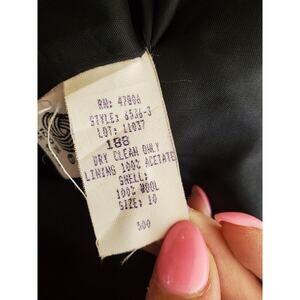 RN: 47806
STYLE: 6536-3
LOT: 11037
188
DRY CLEAN ONLY
LINING 100% ACETATE
SHELL:
100% WOOL
SIZE: 10
500